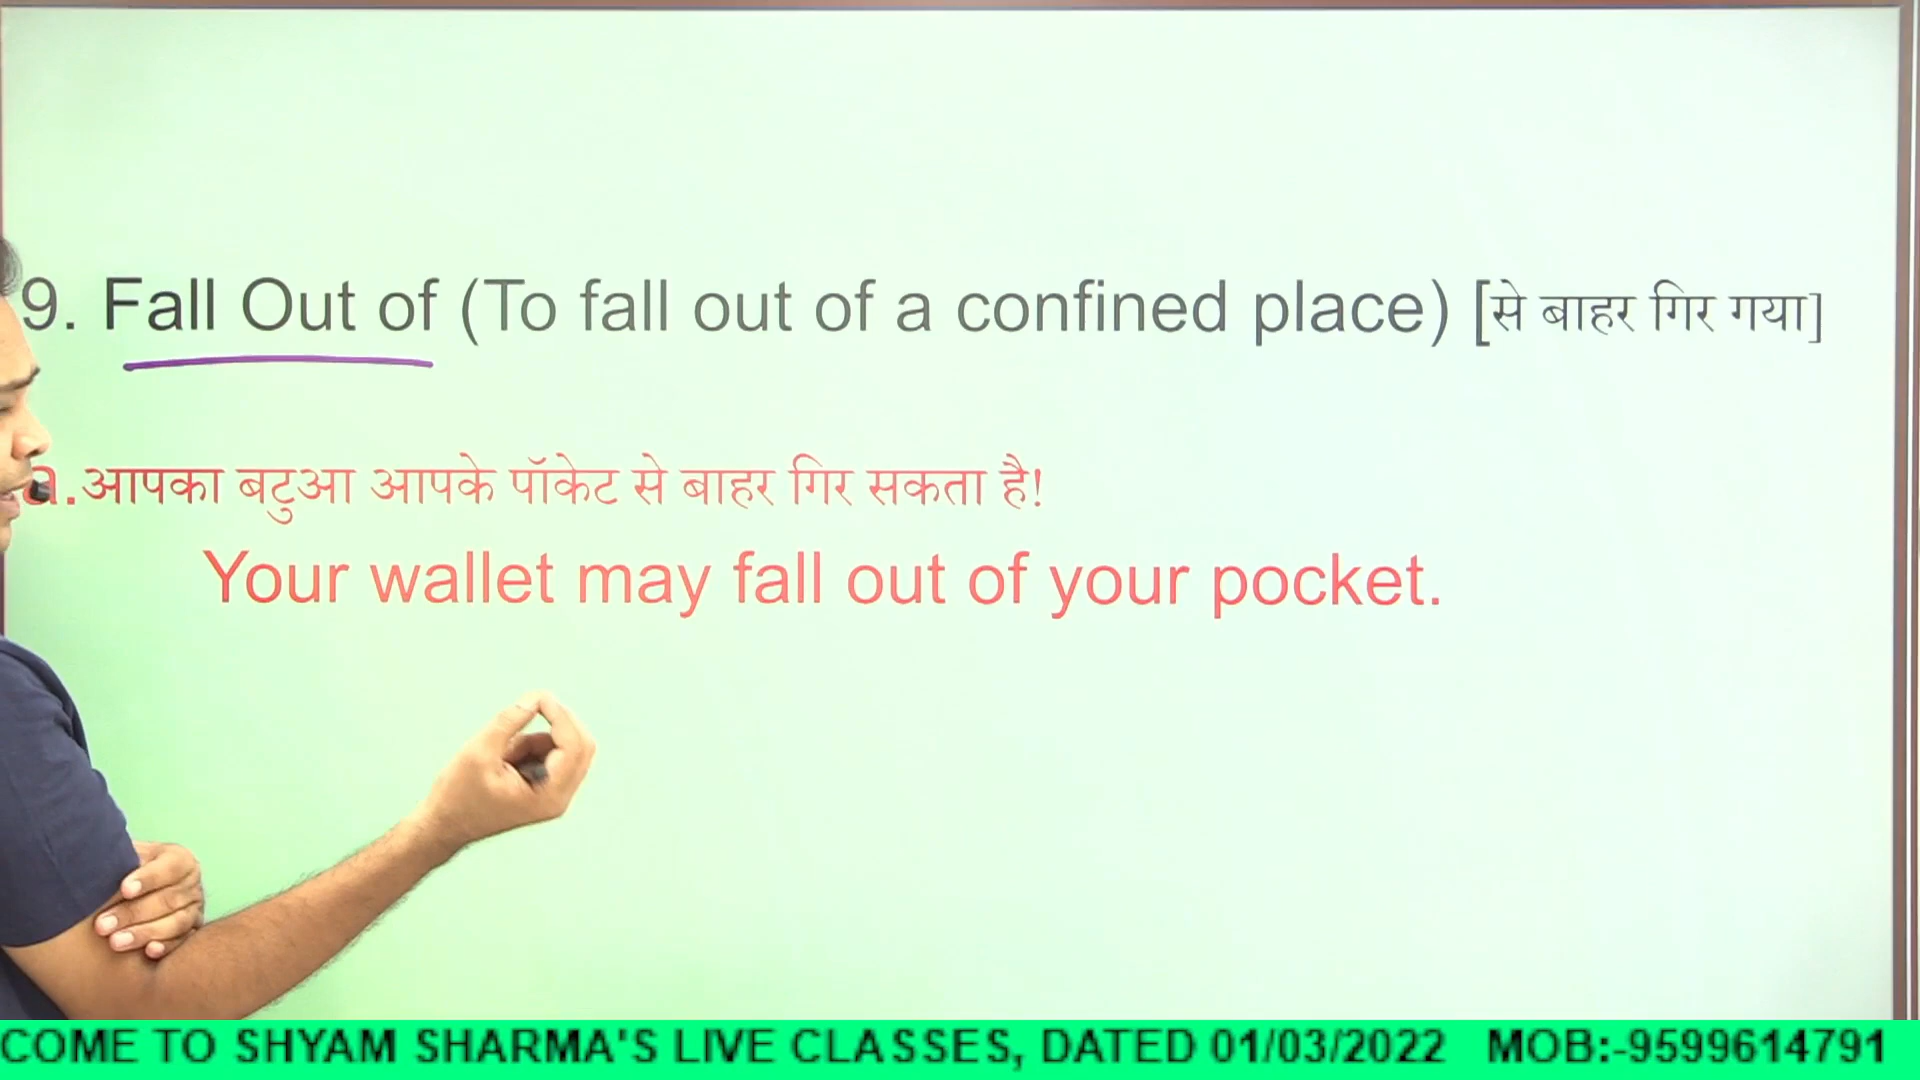 9. Fall Out of (To fall out of a confined place) [से बाहर गिर गया]
a.आपका बटुआ आपके पॉकेट से बाहर गिर सकता है!
Your wallet may fall out of your pocket.
COME TO SHYAM SHARMA'S LIVE CLASSES, DATED 01/03/2022 MOB:-9599614791